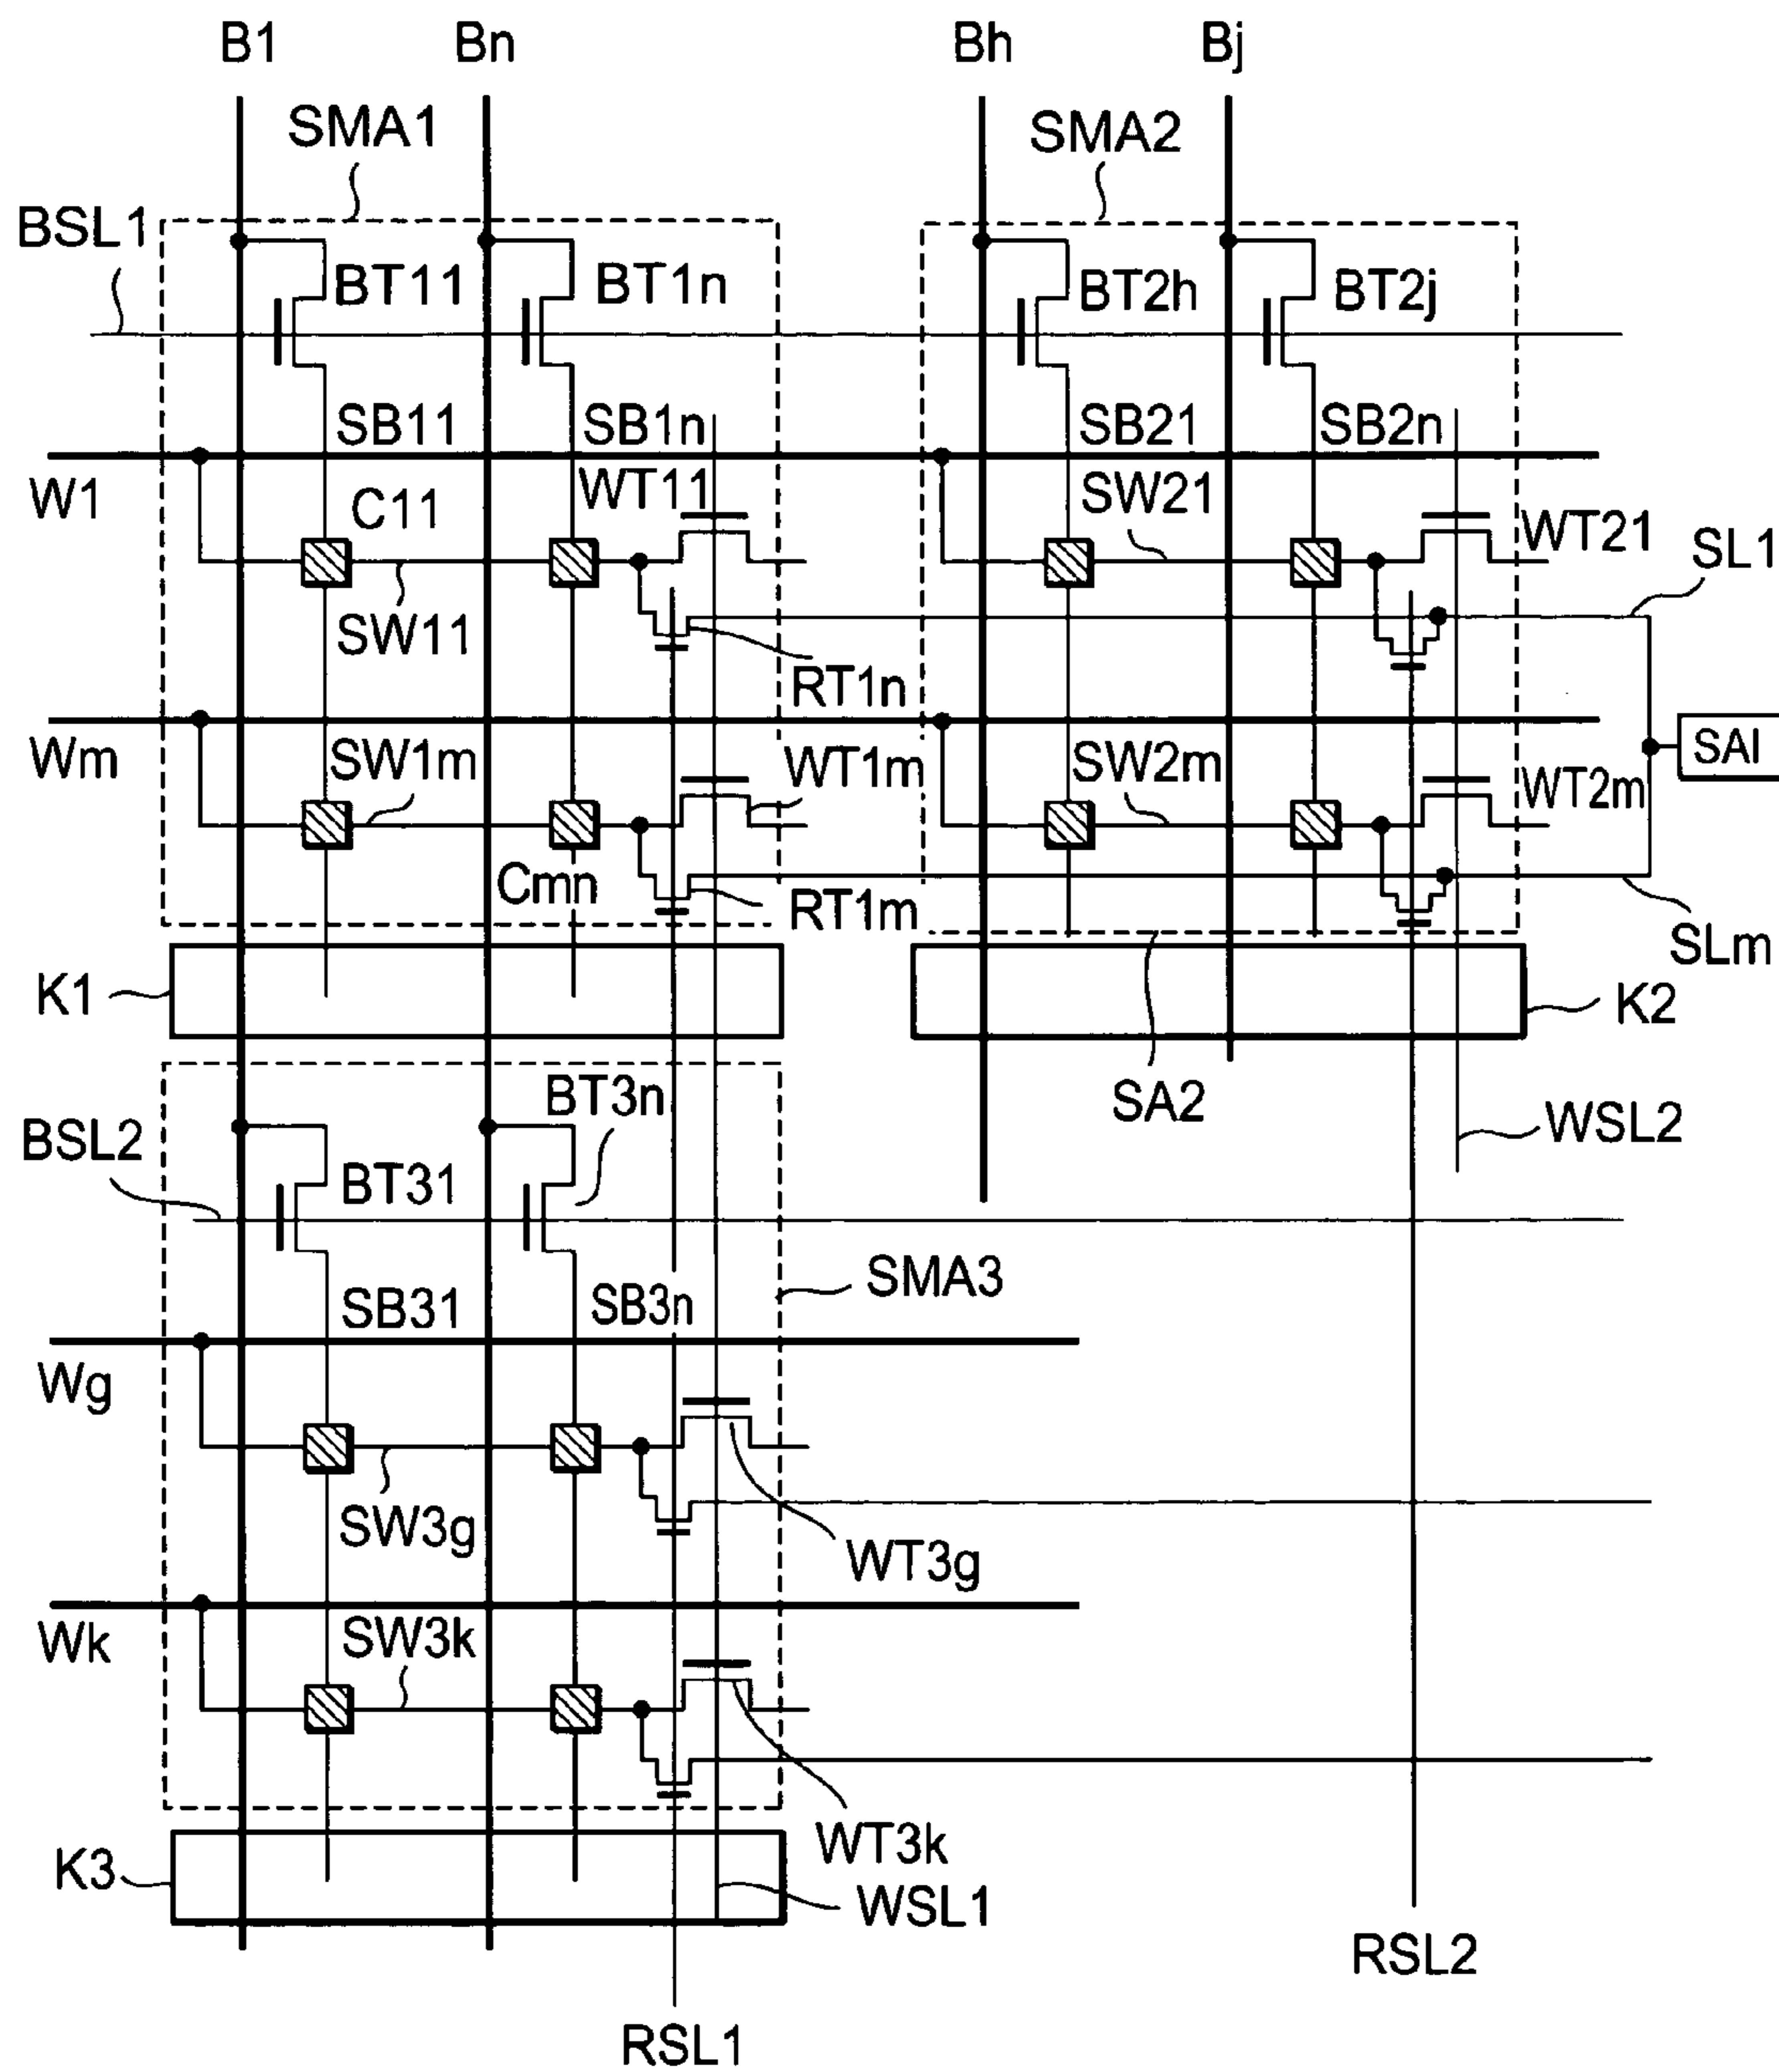 B1
Bn
Bh
Bj
SMA1
SMA2
BSL1
BT11
BT1n
BT2h
BT2j
SB11
SB1n
SB21
SB2n
W1
C11
WT11
SW21
WT21
SL1
SW11
RT1n
Wm
SW1m
WT1m
SW2m
WT2m
SAI
Cmn
RT1m
SLm
K1
K2
BT3n
SA2
BSL2
WSL2
BT31
SMA3
SB31
SB3n
Wg
SW3g
WT3g
Wk
SW3k
K3
WT3k
WSL1
RSL2
RSL1